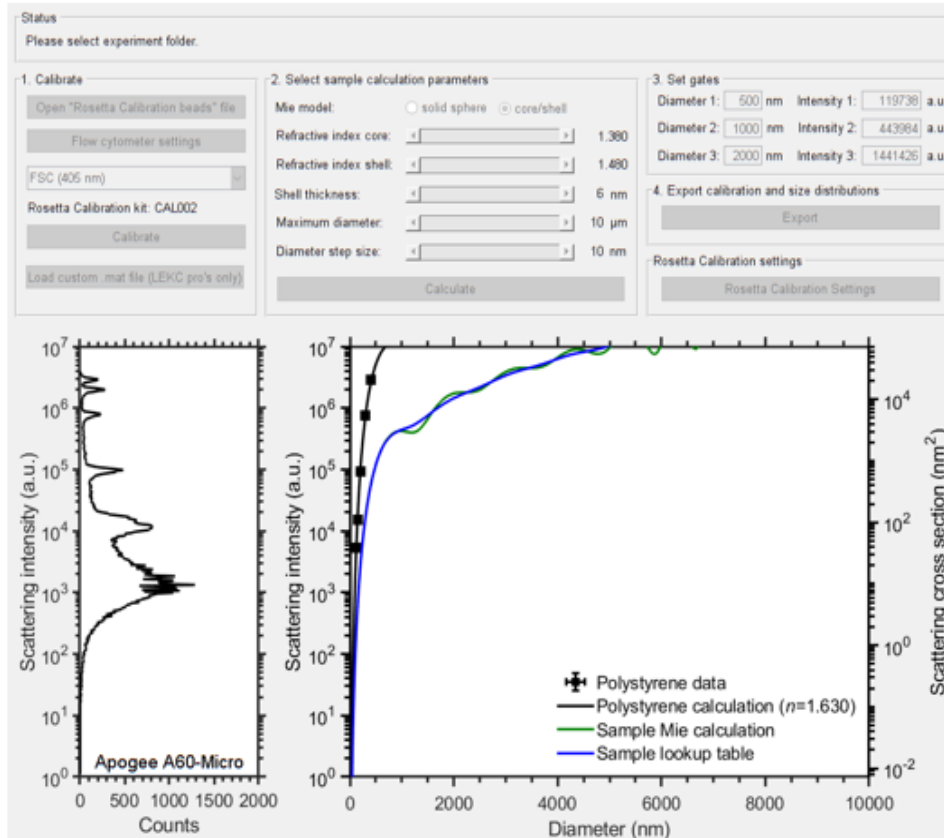 Status
Please select experiment folder.
1. Calibrate
Open "Rosetta Calibration beads" file
Flow cytometer settings
FSC (405 nm)
Rosetta Calibration kit: CAL002
Calibrate
Load custom .mat file (LEKC pro's only)
2. Select sample calculation parameters
Mie model: solid sphere core/shell
Refractive index core: 1.380
Refractive index shell: 1.480
Shell thickness: 6 nm
Maximum diameter: 10 µm
Diameter step size: 10 nm
Calculate
3. Set gates
Diameter 1: 500 nm Intensity 1: 119738 a.u
Diameter 2: 1000 nm Intensity 2: 443984 a.u
Diameter 3: 2000 nm Intensity 3: 1441426 a.u
4. Export calibration and size distributions
Export
Rosetta Calibration settings
Rosetta Calibration Settings
Scattering intensity (a.u.)
10⁷
10⁶
10⁵
10⁴
10³
10²
10¹
10⁰
Apogee A60-Micro
0 500 1000 1500 2000
Counts
Scattering intensity (a.u.)
10⁷
10⁶
10⁵
10⁴
10³
10²
10¹
10⁰
Polystyrene data
Polystyrene calculation (n=1.630)
Sample Mie calculation
Sample lookup table
0 2000 4000 6000 8000 10000
Diameter (nm)
10⁴
10²
10⁰
10⁻²
Scattering cross section (nm²)